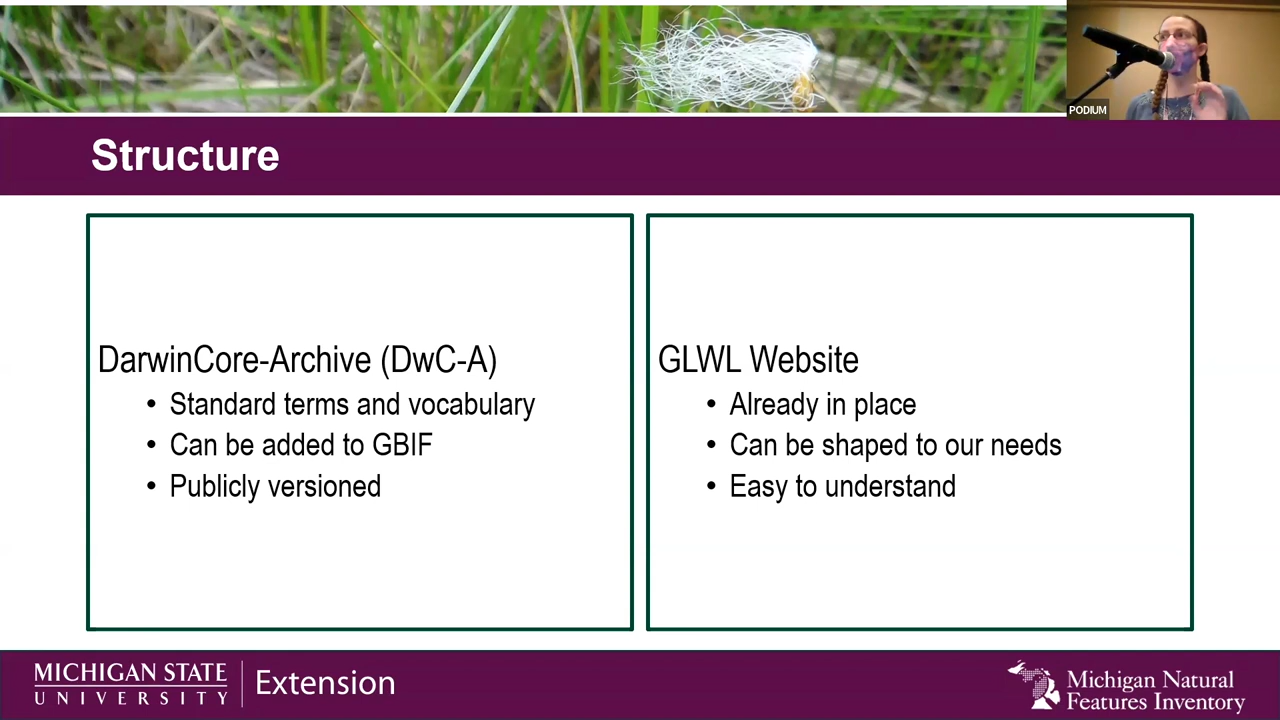 PODIUM
Structure
DarwinCore-Archive (DwC-A)
• Standard terms and vocabulary
• Can be added to GBIF
• Publicly versioned
GLWL Website
• Already in place
• Can be shaped to our needs
• Easy to understand
MICHIGAN STATE
UNIVERSITY
Extension
Michigan Natural
Features Inventory